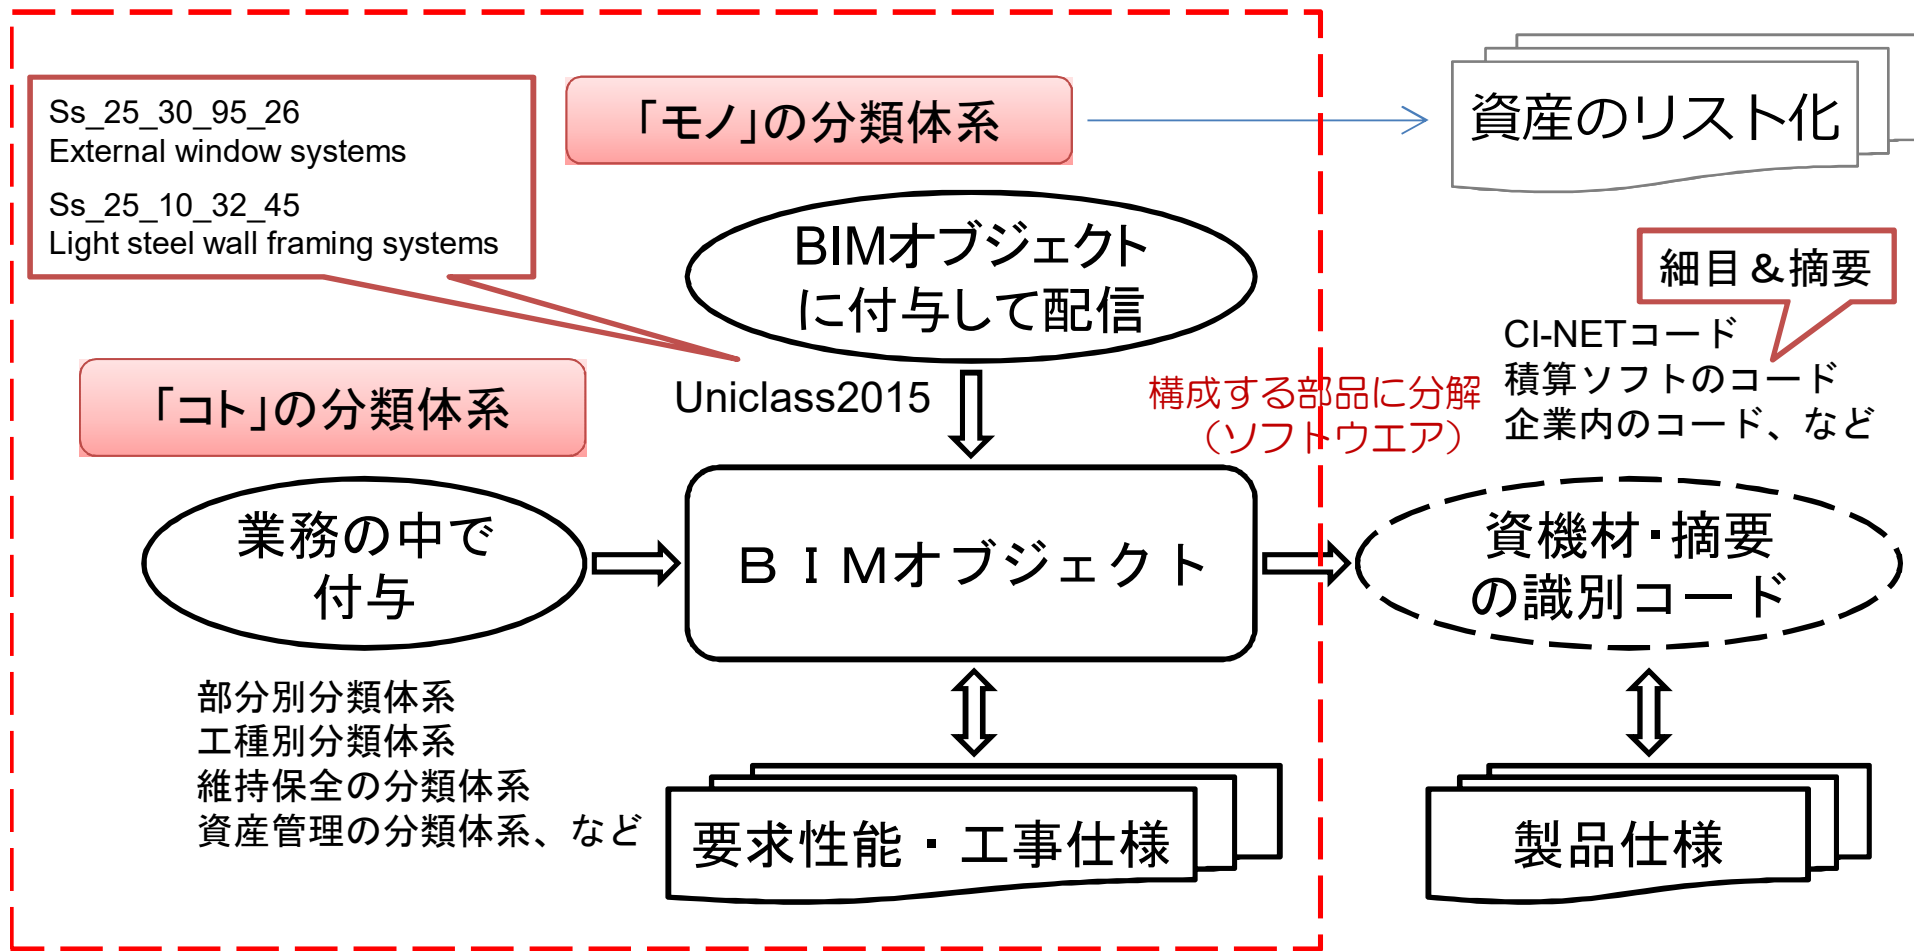 Ss_25_30_95_26
External window systems
Ss_25_10_32_45
Light steel wall framing systems
「モノ」の分類体系
資産のリスト化
BIMオブジェクト
に付与して配信
細目＆摘要
CI-NETコード
積算ソフトのコード
企業内のコード、など
「コト」の分類体系
Uniclass2015
構成する部品に分解
（ソフトウエア）
業務の中で
付与
ＢＩＭオブジェクト
資機材・摘要
の識別コード
部分別分類体系
工種別分類体系
維持保全の分類体系
資産管理の分類体系、など
要求性能・工事仕様
製品仕様